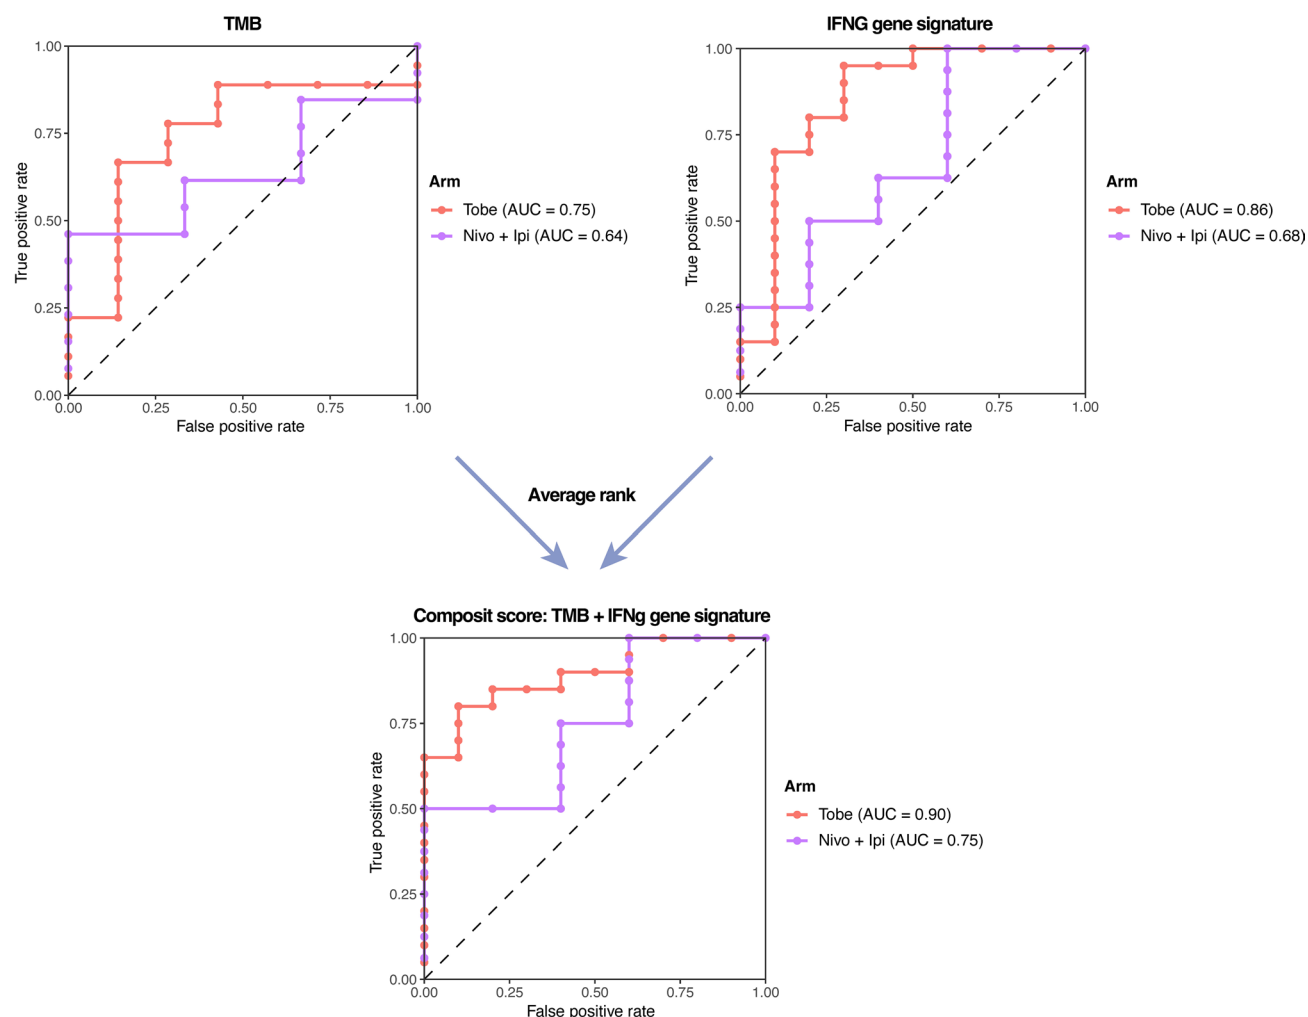 TMB
1.00
0.75
0.50
0.25
0.00
True positive rate
0.00 0.25 0.50 0.75 1.00
False positive rate
Arm
Tobe (AUC = 0.75)
Nivo + Ipi (AUC = 0.64)
IFNG gene signature
1.00
0.75
0.50
0.25
0.00
True positive rate
0.00 0.25 0.50 0.75 1.00
False positive rate
Arm
Tobe (AUC = 0.86)
Nivo + Ipi (AUC = 0.68)
Average rank
Composit score: TMB + IFNg gene signature
1.00
0.75
0.50
0.25
0.00
True positive rate
0.00 0.25 0.50 0.75 1.00
False positive rate
Arm
Tobe (AUC = 0.90)
Nivo + Ipi (AUC = 0.75)